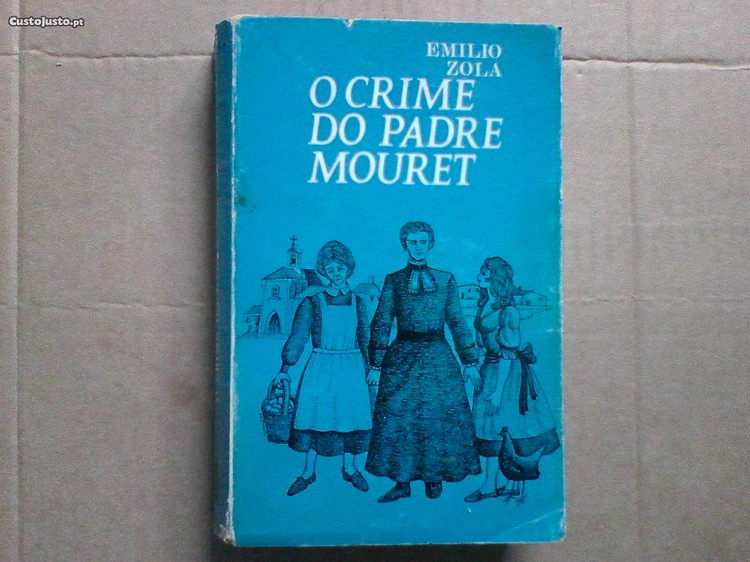 CustoJusto.pt
EMILIO
ZOLA
O CRIME
DO PADRE
MOURET